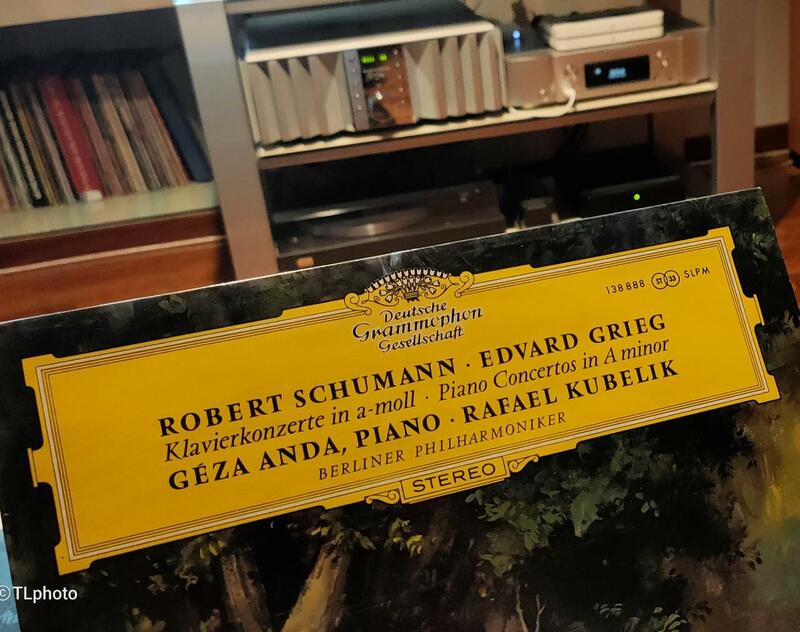 Deutsche
Grammophon
Gesellschaft
138 888 ST 33 SLPM
ROBERT SCHUMANN · EDVARD GRIEG
Klavierkonzerte in a-moll · Piano Concertos in A minor
GÉZA ANDA, PIANO · RAFAEL KUBELIK
BERLINER PHILHARMONIKER
STEREO
©TLphoto